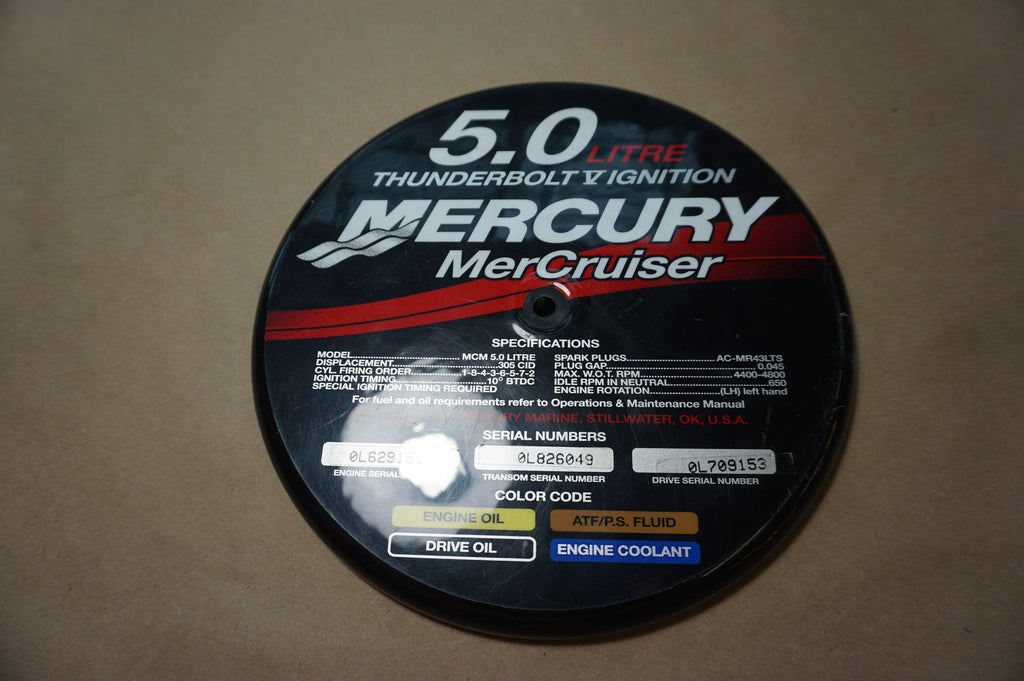 5.0 LITRE
THUNDERBOLT V IGNITION
MERCURY
MerCruiser
SPECIFICATIONS
MODEL MCM 5.0 LITRE
DISPLACEMENT 305 CID
CYL. FIRING ORDER 1-8-4-3-6-5-7-2
IGNITION TIMING 10° BTDC
SPECIAL IGNITION TIMING REQUIRED
SPARK PLUGS AC-MR43LTS
PLUG GAP 0.045
MAX. W.O.T. RPM 4400-4800
IDLE RPM IN NEUTRAL 650
ENGINE ROTATION (LH) left hand
For fuel and oil requirements refer to Operations & Maintenance Manual
MARINE, STILLWATER, OK, U.S.A.
SERIAL NUMBERS
0L826049 0L709153
ENGINE SERIAL TRANSOM SERIAL NUMBER DRIVE SERIAL NUMBER
COLOR CODE
ENGINE OIL ATF/P.S. FLUID
DRIVE OIL ENGINE COOLANT